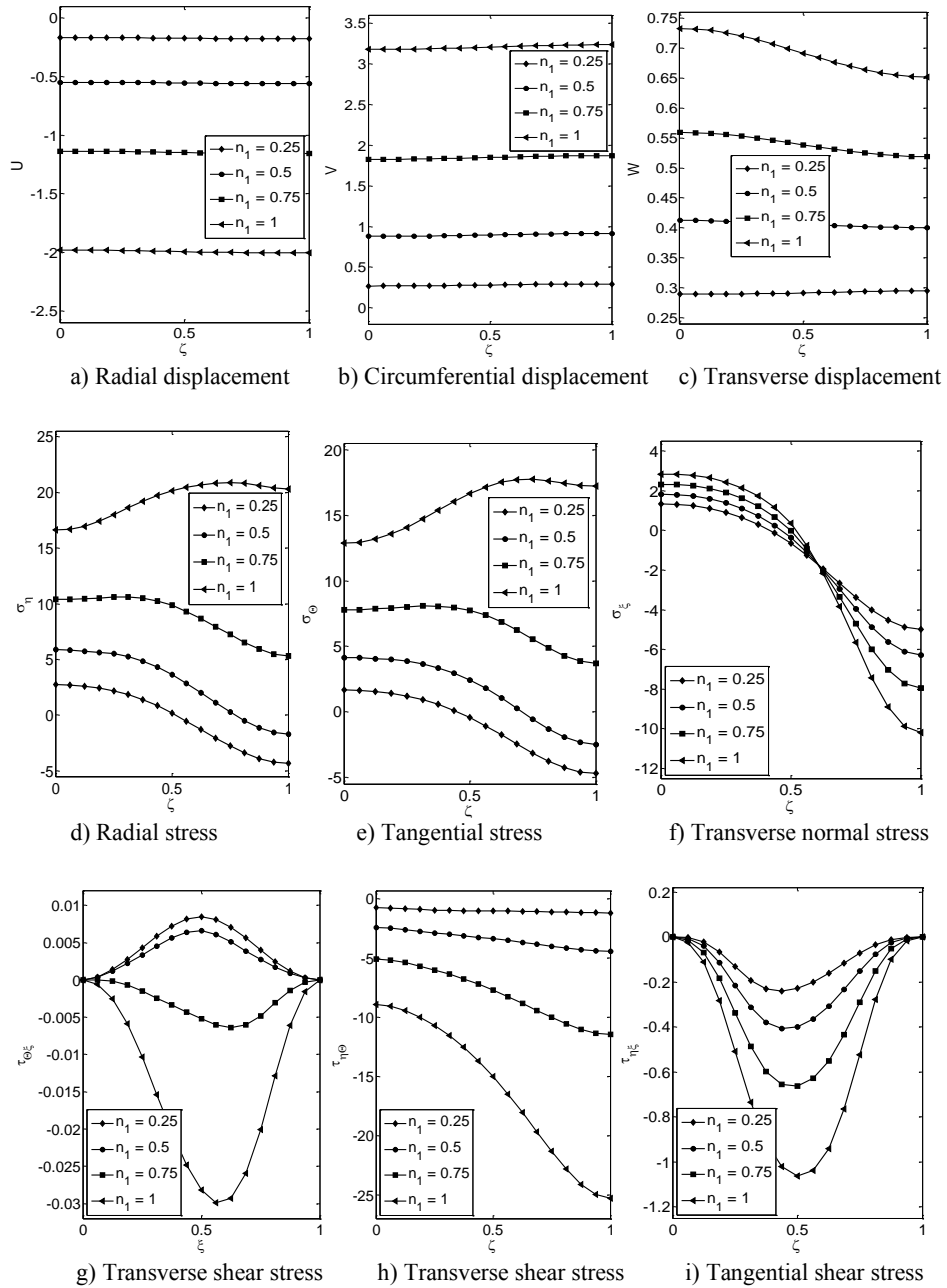 0
-0.5
-1
-1.5
-2
-2.5
U
0 0.5 1
ζ
n1 = 0.25
n1 = 0.5
n1 = 0.75
n1 = 1
a) Radial displacement
3.5
3
2.5
2
1.5
1
0.5
0
V
0 0.5 1
ζ
n1 = 0.25
n1 = 0.5
n1 = 0.75
n1 = 1
b) Circumferential displacement
0.75
0.65
0.55
0.45
0.4
0.3
0.24
W
0 0.5 1
ζ
n1 = 0.25
n1 = 0.5
n1 = 0.75
n1 = 1
c) Transverse displacement
25
20
15
10
5
0
-5
ση
0 0.5 1
ζ
n1 = 0.25
n1 = 0.5
n1 = 0.75
n1 = 1
d) Radial stress
20
15
10
5
0
-5
σΘ
0 0.5 1
ζ
n1 = 0.25
n1 = 0.5
n1 = 0.75
n1 = 1
e) Tangential stress
4
2
0
-2
-4
-6
-8
-10
-12
σξ
0 0.5 1
ζ
n1 = 0.25
n1 = 0.5
n1 = 0.75
n1 = 1
f) Transverse normal stress
0.01
0.005
0
-0.005
-0.01
-0.015
-0.02
-0.025
-0.03
τΘξ
0 0.5 1
ξ
n1 = 0.25
n1 = 0.5
n1 = 0.75
n1 = 1
g) Transverse shear stress
0
-5
-10
-15
-20
-25
τηΘ
0 0.5 1
ζ
n1 = 0.25
n1 = 0.5
n1 = 0.75
n1 = 1
h) Transverse shear stress
0.2
0
-0.2
-0.4
-0.6
-0.8
-1
-1.2
τηξ
0 0.5 1
ζ
n1 = 0.25
n1 = 0.5
n1 = 0.75
n1 = 1
i) Tangential shear stress